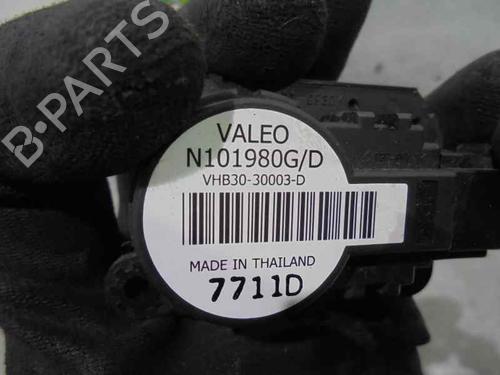 B-PARTS
VALEO
N101980G/D
VHB30-30003-D
MADE IN THAILAND
7711D